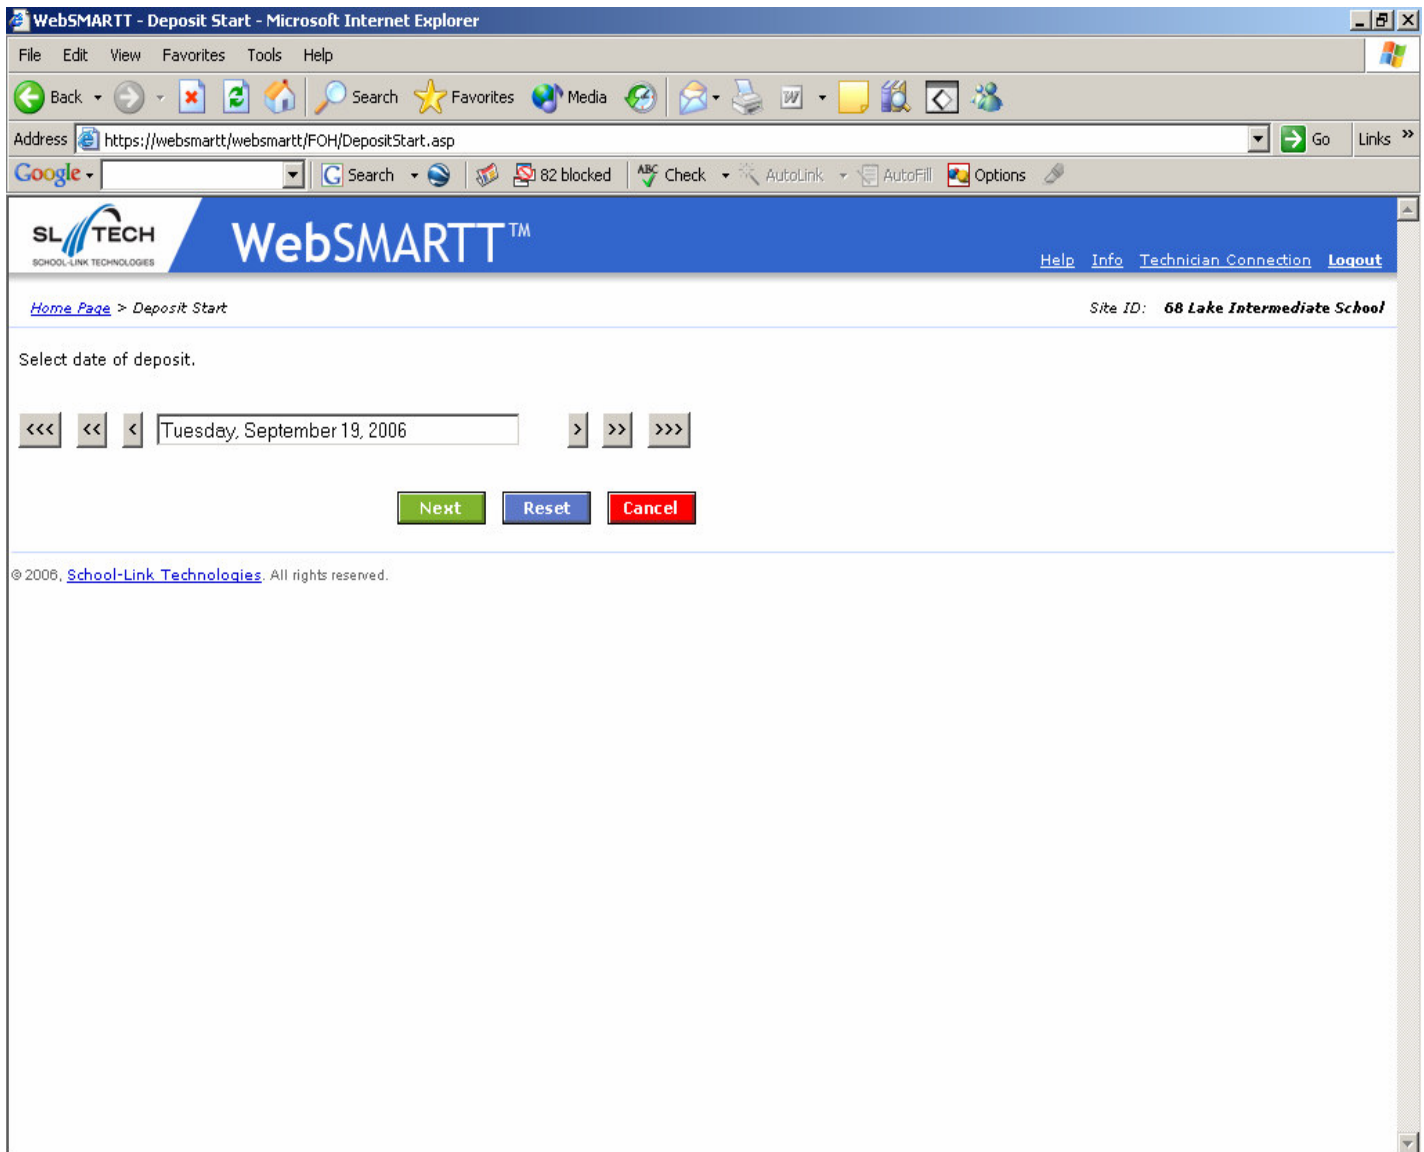 WebSMARTT - Deposit Start - Microsoft Internet Explorer
File Edit View Favorites Tools Help
Back Search Favorites Media W
Address https://websmartt/websmartt/FOH/DepositStart.asp Go Links »
Google G Search 82 blocked ABC Check AutoLink AutoFill Options
SL TECH
SCHOOL-LINK TECHNOLOGIES
WebSMARTT™
Help Info Technician Connection Logout
Home Page > Deposit Start Site ID: 68 Lake Intermediate School
Select date of deposit.
<<< << < Tuesday, September 19, 2006 > >> >>>
Next Reset Cancel
© 2006, School-Link Technologies. All rights reserved.